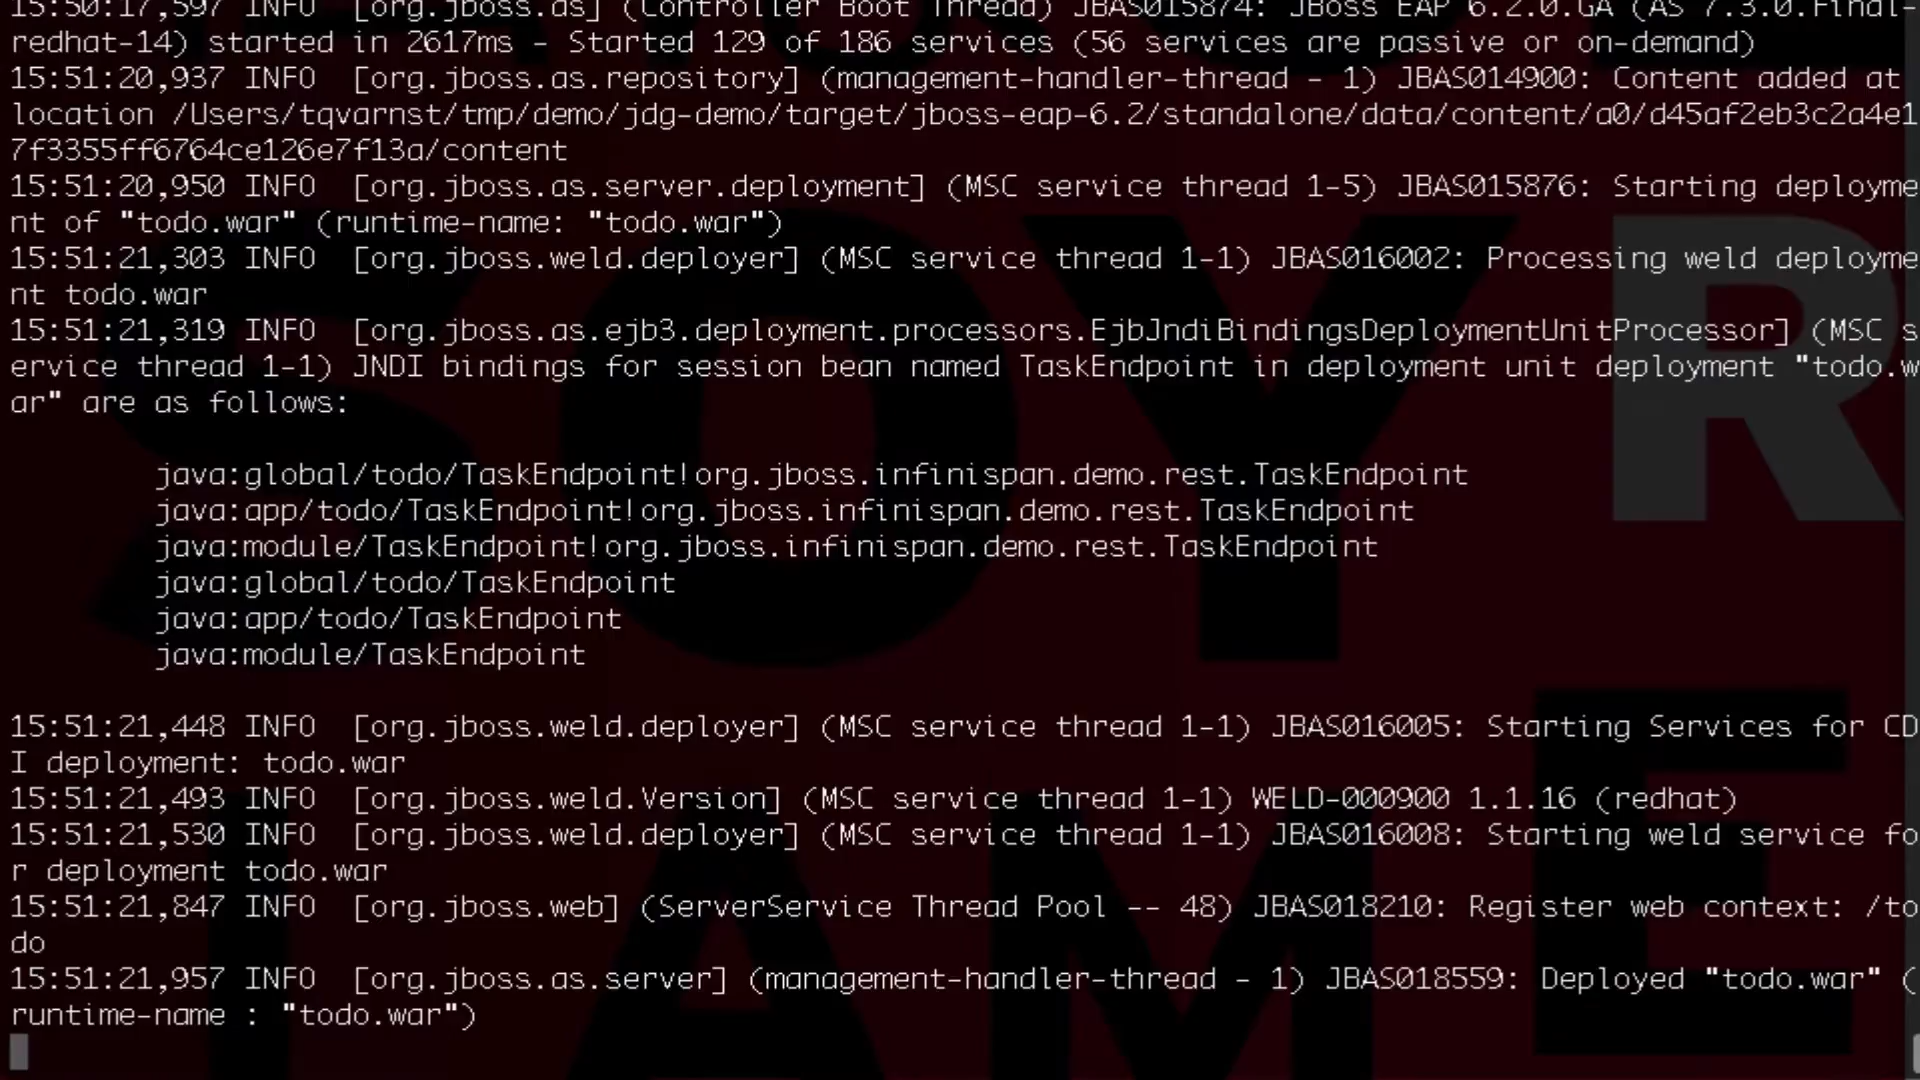 15:50:17,597 INFO  [org.jboss.as] (Controller Boot Thread) JBAS015874: JBoss EAP 6.2.0.GA (AS 7.3.0.Final-
redhat-14) started in 2617ms - Started 129 of 186 services (56 services are passive or on-demand)
15:51:20,937 INFO  [org.jboss.as.repository] (management-handler-thread - 1) JBAS014900: Content added at
location /Users/tqvarnst/tmp/demo/jdg-demo/target/jboss-eap-6.2/standalone/data/content/a0/d45af2eb3c2a4e1
7f3355ff6764ce126e7f13a/content
15:51:20,950 INFO  [org.jboss.as.server.deployment] (MSC service thread 1-5) JBAS015876: Starting deployme
nt of "todo.war" (runtime-name: "todo.war")
15:51:21,303 INFO  [org.jboss.weld.deployer] (MSC service thread 1-1) JBAS016002: Processing weld deployme
nt todo.war
15:51:21,319 INFO  [org.jboss.as.ejb3.deployment.processors.EjbJndiBindingsDeploymentUnitProcessor] (MSC s
ervice thread 1-1) JNDI bindings for session bean named TaskEndpoint in deployment unit deployment "todo.w
ar" are as follows:
java:global/todo/TaskEndpoint!org.jboss.infinispan.demo.rest.TaskEndpoint
java:app/todo/TaskEndpoint!org.jboss.infinispan.demo.rest.TaskEndpoint
java:module/TaskEndpoint!org.jboss.infinispan.demo.rest.TaskEndpoint
java:global/todo/TaskEndpoint
java:app/todo/TaskEndpoint
java:module/TaskEndpoint
15:51:21,448 INFO  [org.jboss.weld.deployer] (MSC service thread 1-1) JBAS016005: Starting Services for CD
I deployment: todo.war
15:51:21,493 INFO  [org.jboss.weld.Version] (MSC service thread 1-1) WELD-000900 1.1.16 (redhat)
15:51:21,530 INFO  [org.jboss.weld.deployer] (MSC service thread 1-1) JBAS016008: Starting weld service fo
r deployment todo.war
15:51:21,847 INFO  [org.jboss.web] (ServerService Thread Pool -- 48) JBAS018210: Register web context: /to
do
15:51:21,957 INFO  [org.jboss.as.server] (management-handler-thread - 1) JBAS018559: Deployed "todo.war" (
runtime-name : "todo.war")